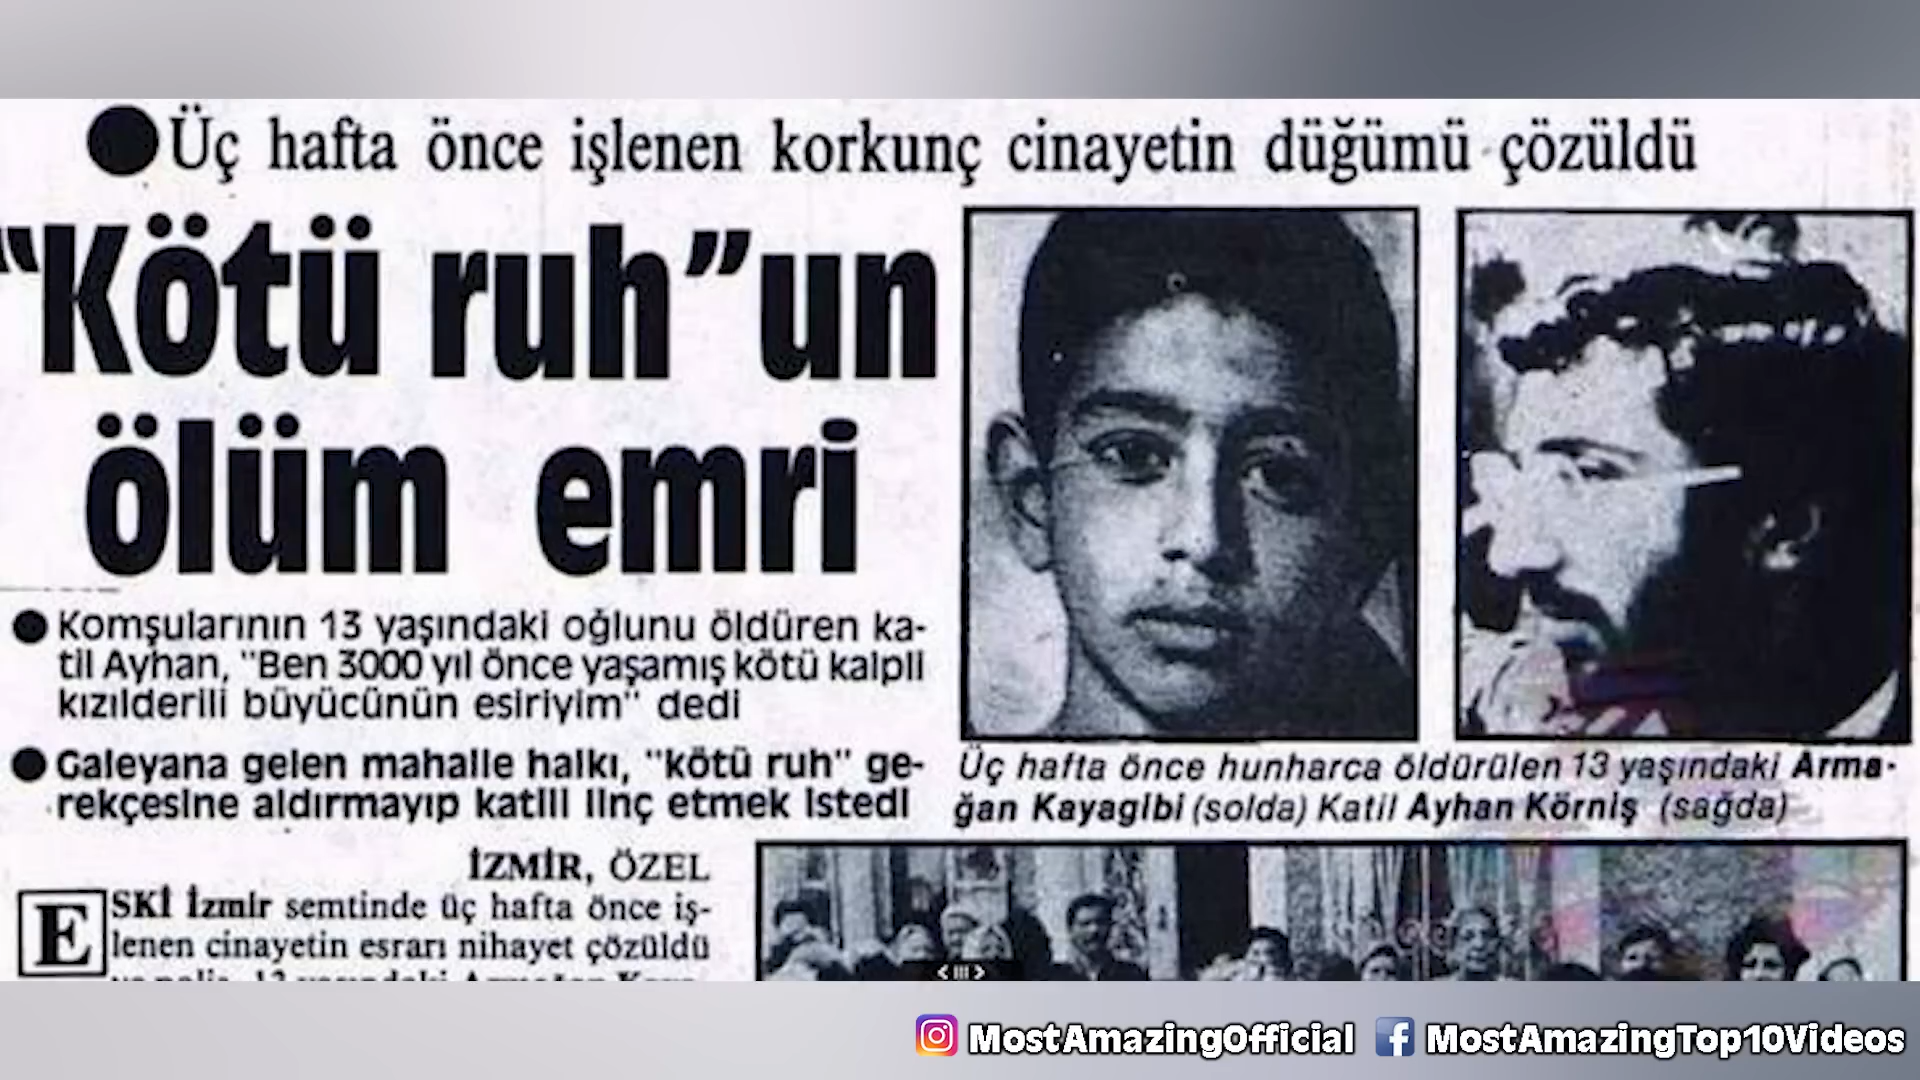 Üç hafta önce işlenen korkunç cinayetin düğümü çözüldü
"Kötü ruh"un
ölüm emri
Komşularının 13 yaşındaki oğlunu öldüren ka-
til Ayhan, "Ben 3000 yıl önce yaşamış kötü kalpli
kızılderili büyücünün esiriyim" dedi
Galeyana gelen mahalle halkı, "kötü ruh" ge-
rekçesine aldırmayıp katili linç etmek istedi
Üç hafta önce hunharca öldürülen 13 yaşındaki Arma-
ğan Kayagibi (solda) Katil Ayhan Körniş (sağda)
İZMİR, ÖZEL
ESKİ İzmir semtinde üç hafta önce iş-
lenen cinayetin esrarı nihayet çözüldü
MostAmazingOfficial
MostAmazingTop10Videos